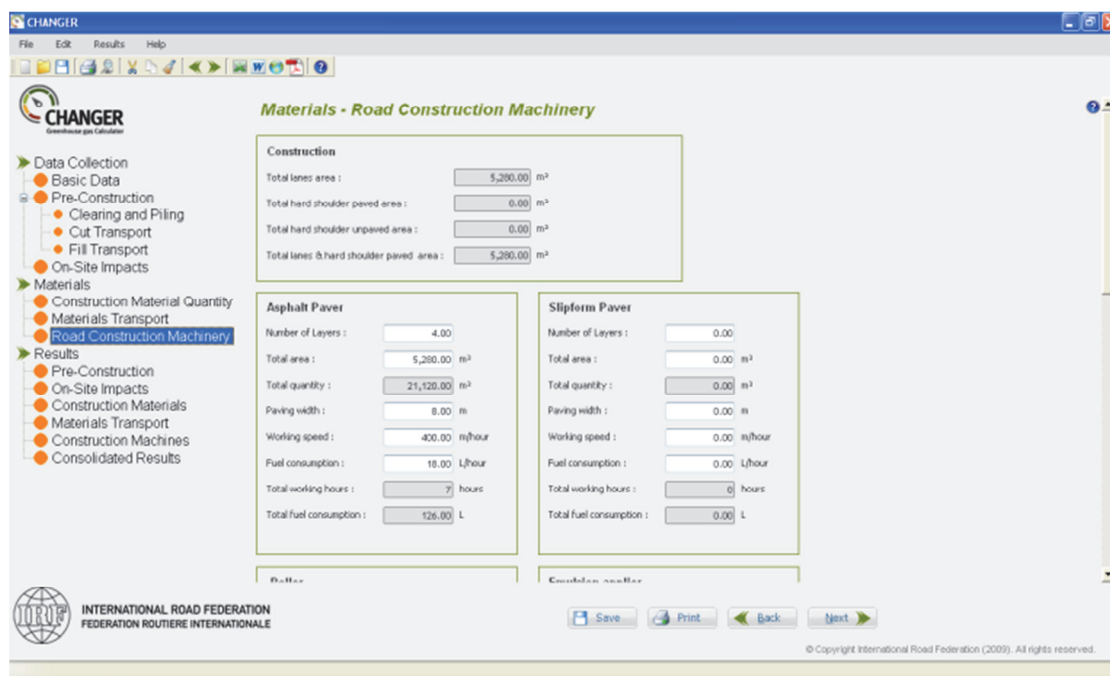 CHANGER
File Edit Results Help
CHANGER
Greenhouse gas Calculator
Data Collection
Basic Data
Pre-Construction
Clearing and Piling
Cut Transport
Fill Transport
On-Site Impacts
Materials
Construction Material Quantity
Materials Transport
Road Construction Machinery
Results
Pre-Construction
On-Site Impacts
Construction Materials
Materials Transport
Construction Machines
Consolidated Results
Materials - Road Construction Machinery
Construction
Total lanes area : 5,280.00 m²
Total hard shoulder paved area : 0.00 m²
Total hard shoulder unpaved area : 0.00 m²
Total lanes & hard shoulder paved area : 5,280.00 m²
Asphalt Paver
Number of Layers : 4.00
Total area : 5,280.00 m²
Total quantity : 21,120.00 m²
Paving width : 8.00 m
Working speed : 400.00 m/hour
Fuel consumption : 18.00 L/hour
Total working hours : 7 hours
Total fuel consumption : 126.00 L
Slipform Paver
Number of Layers : 0.00
Total area : 0.00 m²
Total quantity : 0.00 m²
Paving width : 0.00 m
Working speed : 0.00 m/hour
Fuel consumption : 0.00 L/hour
Total working hours : 0 hours
Total fuel consumption : 0.00 L
Roller
Emulsion applier
IRF
INTERNATIONAL ROAD FEDERATION
FEDERATION ROUTIERE INTERNATIONALE
Save Print Back Next
© Copyright International Road Federation (2009). All rights reserved.